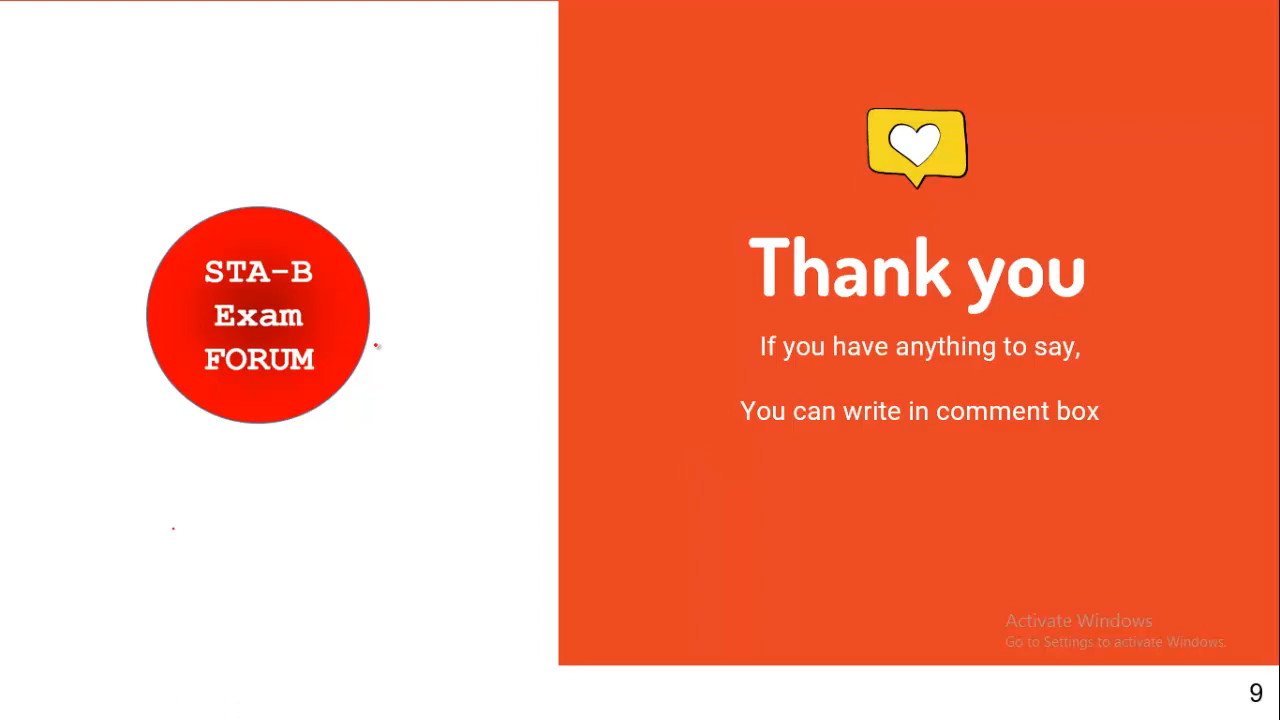 STA-B
Exam
FORUM
Thank you
If you have anything to say,
You can write in comment box
Activate Windows
Go to Settings to activate Windows.
9